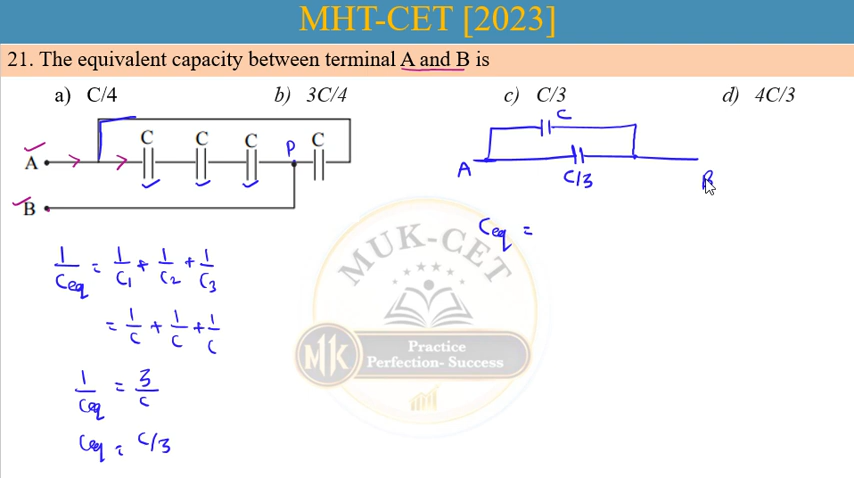 MHT-CET [2023]
21. The equivalent capacity between terminal A and B is
a) C/4 b) 3C/4 c) C/3 d) 4C/3
C C C P C
A
B
C
A B
C/3
1/Ceq = 1/C1 + 1/C2 + 1/C3
= 1/C + 1/C + 1/C
1/Ceq = 3/C
Ceq = C/3
Ceq =
MUK-CET
MK
Practice
Perfection- Success